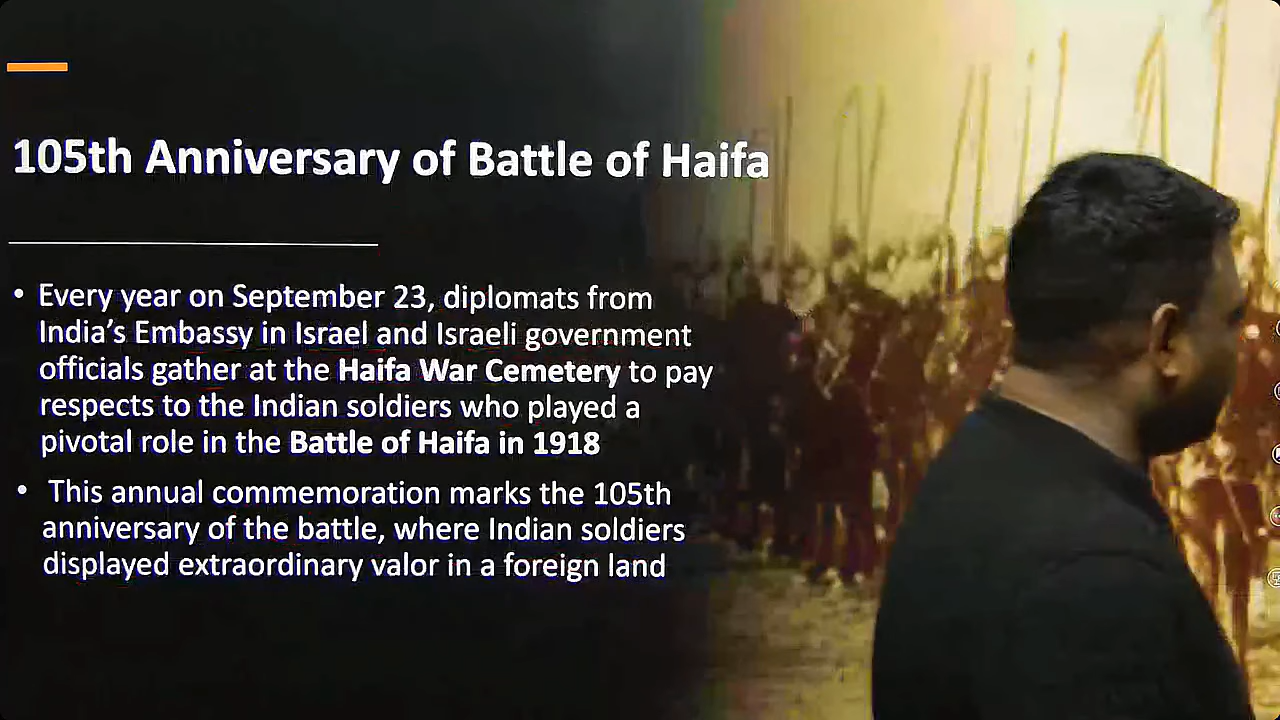 105th Anniversary of Battle of Haifa
• Every year on September 23, diplomats from
India's Embassy in Israel and Israeli government
officials gather at the Haifa War Cemetery to pay
respects to the Indian soldiers who played a
pivotal role in the Battle of Haifa in 1918
• This annual commemoration marks the 105th
anniversary of the battle, where Indian soldiers
displayed extraordinary valor in a foreign land